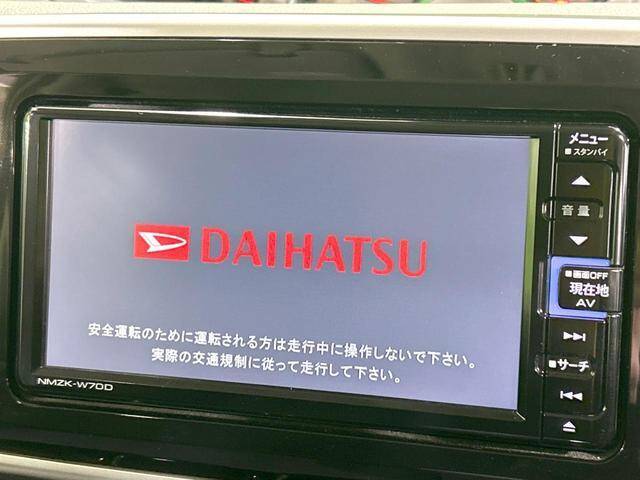 メニュー
■スタンバイ
音量
■画面OFF
現在地
AV
DAIHATSU
安全運転のために運転される方は走行中に操作しないで下さい。
実際の交通規制に従って走行して下さい。
■サーチ
NMZK-W70D